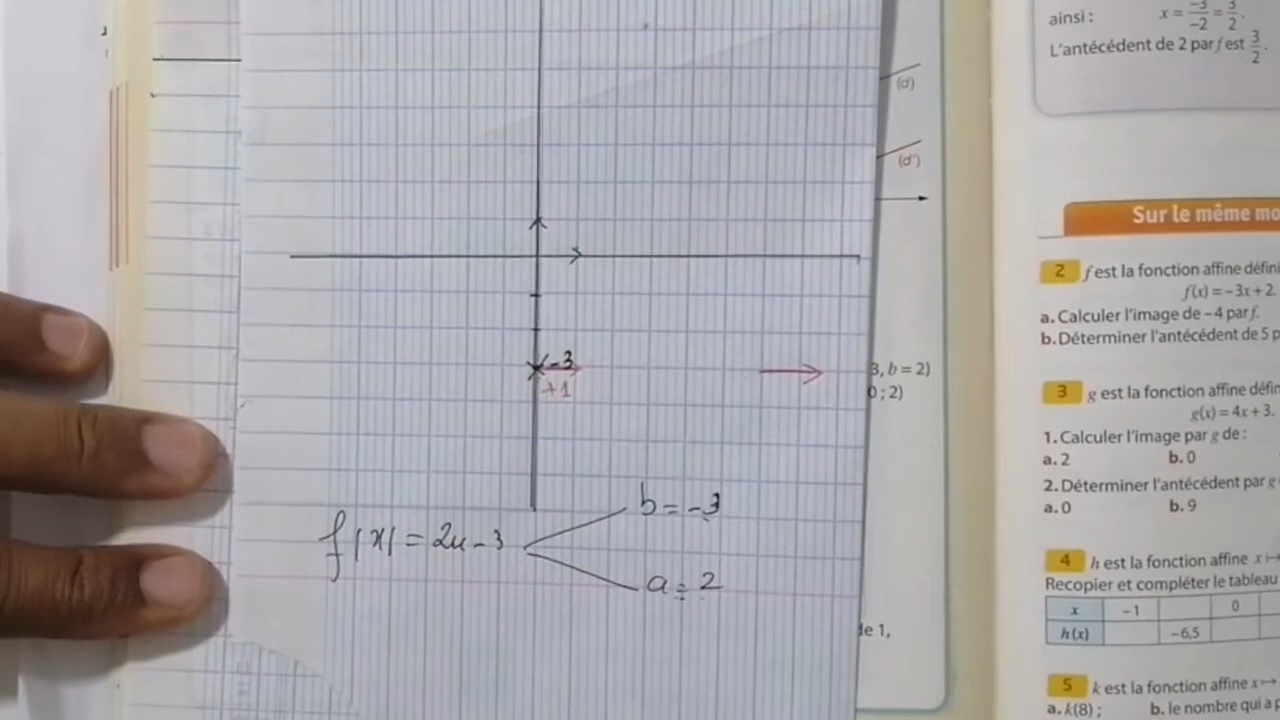 -3
+1
f(x) = 2x - 3
b = -3
a = 2
(d)
(d')
3, b = 2)
0 ; 2)
de 1,
ainsi : x = -3/-2 = 3/2.
L'antécédent de 2 par f est 3/2.
Sur le même mo
2 f est la fonction affine défini
f(x) = -3x + 2.
a. Calculer l'image de -4 par f.
b. Déterminer l'antécédent de 5 p
3 g est la fonction affine défin
g(x) = 4x + 3.
1. Calculer l'image par g de :
a. 2 b. 0
2. Déterminer l'antécédent par g
a. 0 b. 9
4 h est la fonction affine x ↦
Recopier et compléter le tableau
x -1 0
h(x) -6,5
5 k est la fonction affine x ↦
a. k(8) ; b. le nombre qui a p